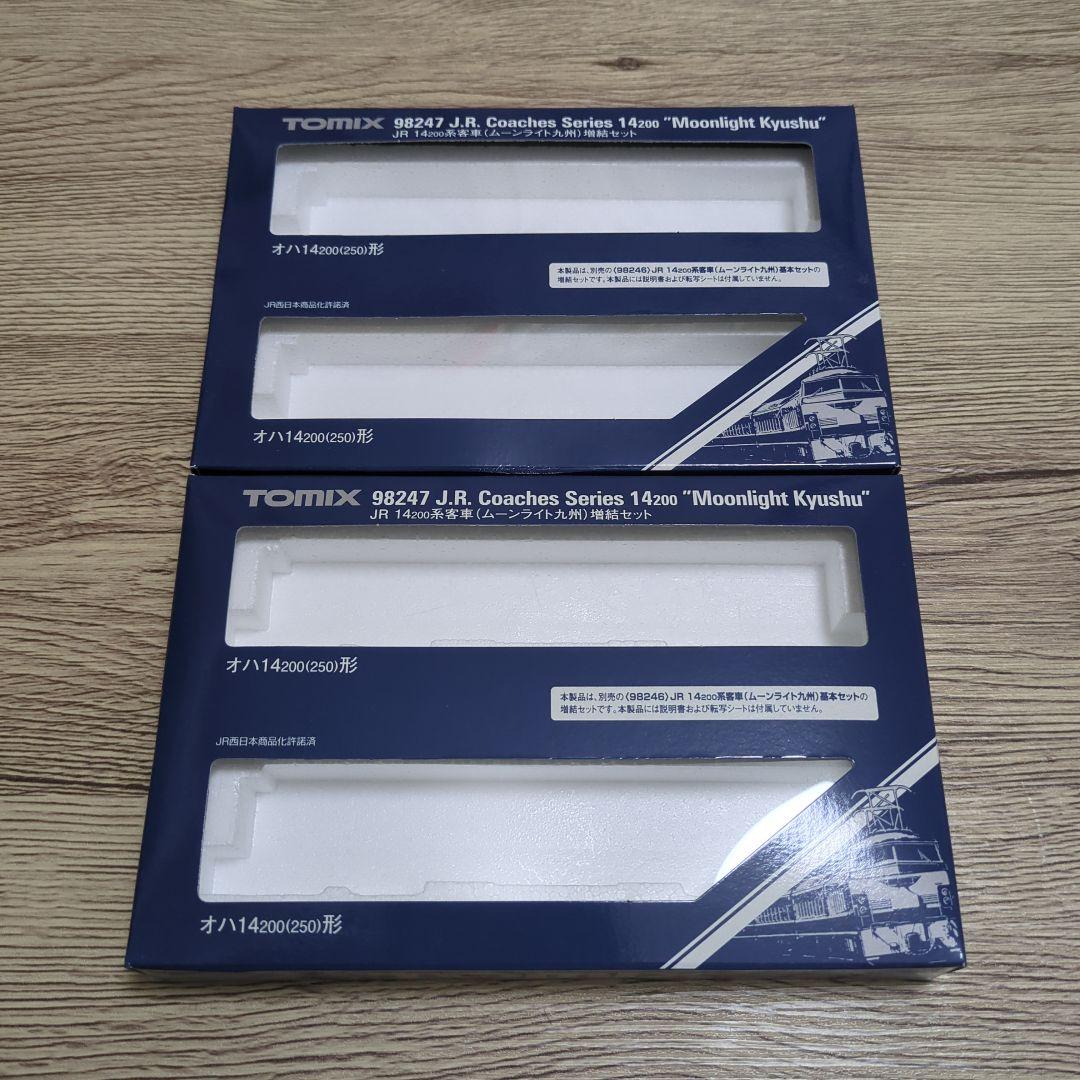 TOMIX 98247 J.R. Coaches Series 14200 "Moonlight Kyushu"
JR 14200系客車(ムーンライト九州)増結セット
オハ14200(250)形
本製品は、別売の(98246)JR 14200系客車(ムーンライト九州)基本セットの
増結セットです。本製品には説明書および転写シートは付属していません。
JR西日本商品化許諾済
オハ14200(250)形
TOMIX 98247 J.R. Coaches Series 14200 "Moonlight Kyushu"
JR 14200系客車(ムーンライト九州)増結セット
オハ14200(250)形
本製品は、別売の(98246)JR 14200系客車(ムーンライト九州)基本セットの
増結セットです。本製品には説明書および転写シートは付属していません。
JR西日本商品化許諾済
オハ14200(250)形